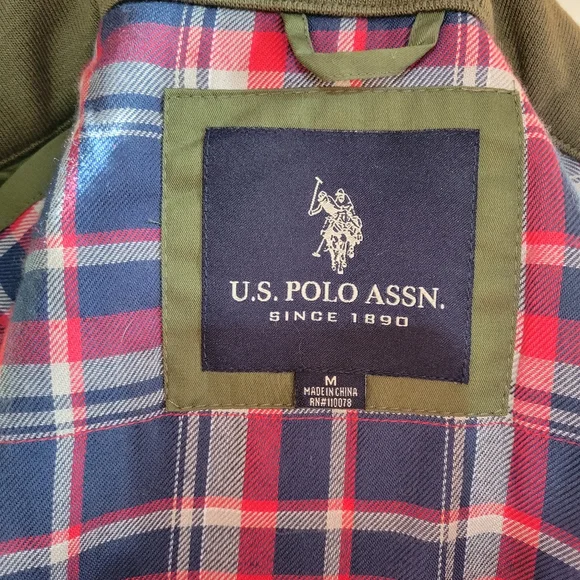 U.S. POLO ASSN.
SINCE 1890
M
MADE IN CHINA
RN#110078